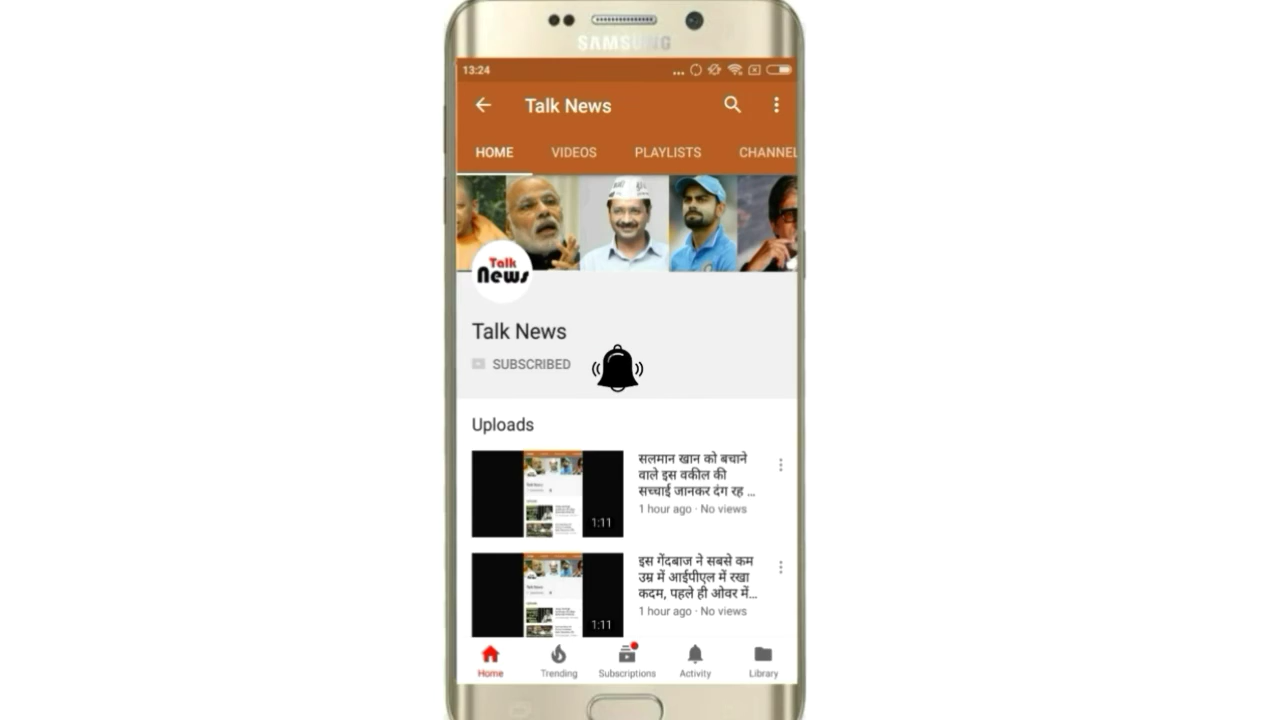 SAMSUNG
13:24
Talk News
HOME VIDEOS PLAYLISTS CHANNEL
Talk
News
Talk News
SUBSCRIBED
Uploads
सलमान खान को बचाने
वाले इस वकील की
सच्चाई जानकर दंग रह ...
1 hour ago · No views
1:11
इस गेंदबाज ने सबसे कम
उम्र में आईपीएल में रखा
कदम, पहले ही ओवर में...
1 hour ago · No views
1:11
Home Trending Subscriptions Activity Library